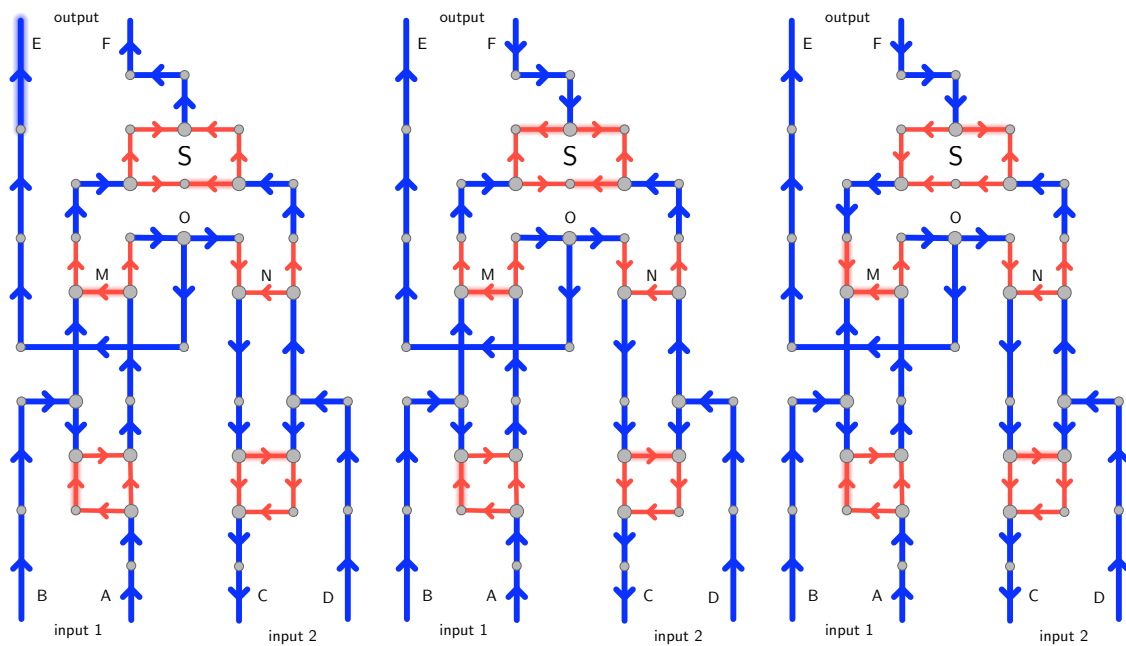 output output output
E F E F E F
S S S
O O O
M N M N M N
B A C D B A C D B A C D
input 1 input 2 input 1 input 2 input 1 input 2